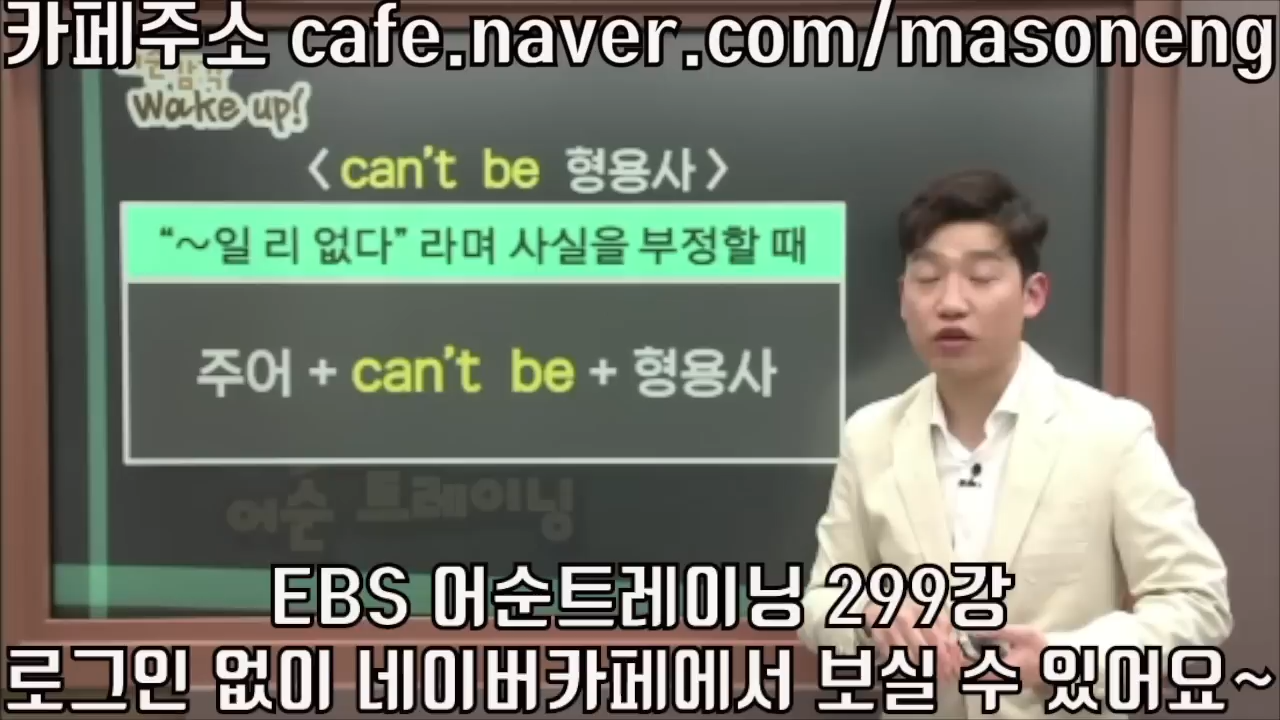 카페주소 cafe.naver.com/masoneng
Wake up!
< can't be 형용사 >
“~일 리 없다” 라며 사실을 부정할 때
주어 + can't be + 형용사
어순 트레이닝
EBS 어순트레이닝 299강
로그인 없이 네이버카페에서 보실 수 있어요~